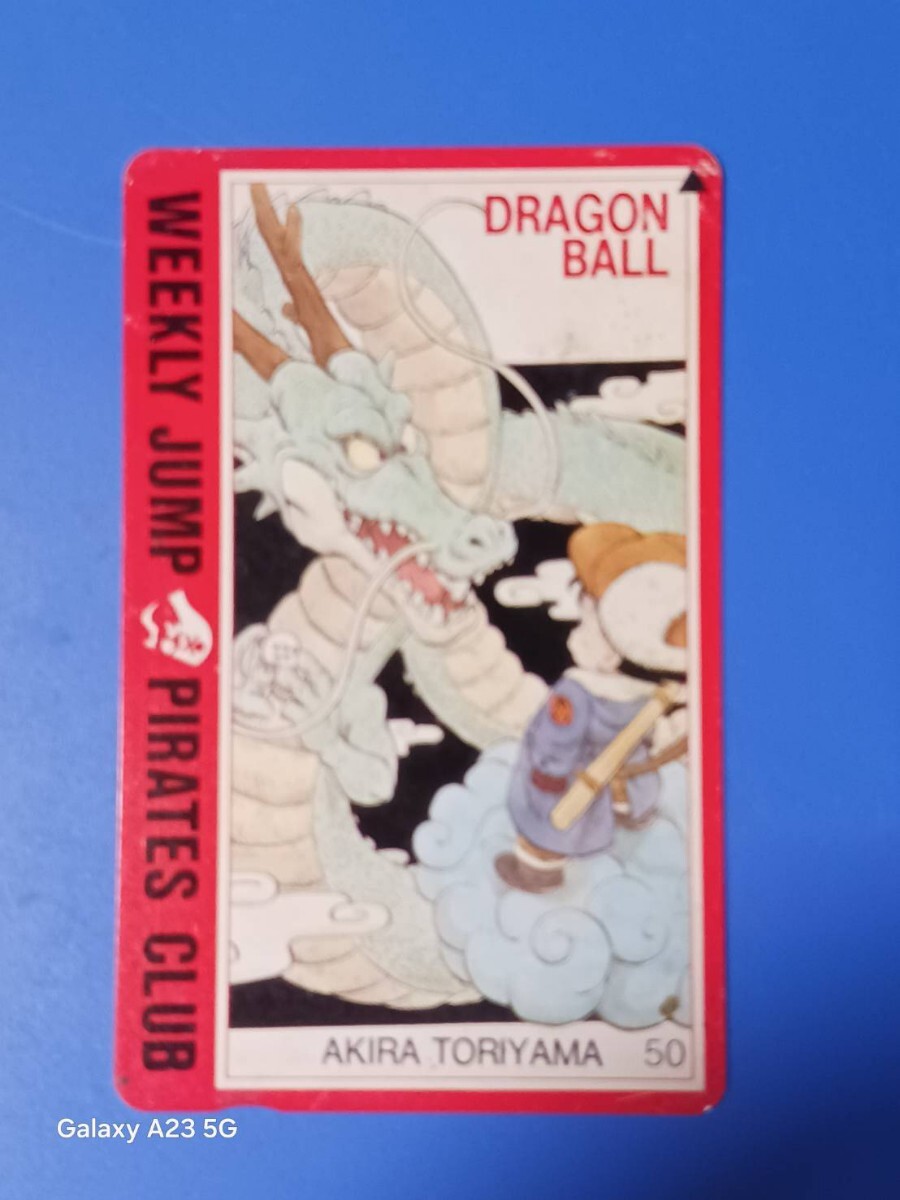 DRAGON
BALL
WEEKLY JUMP PIRATES CLUB
AKIRA TORIYAMA 50
Galaxy A23 5G